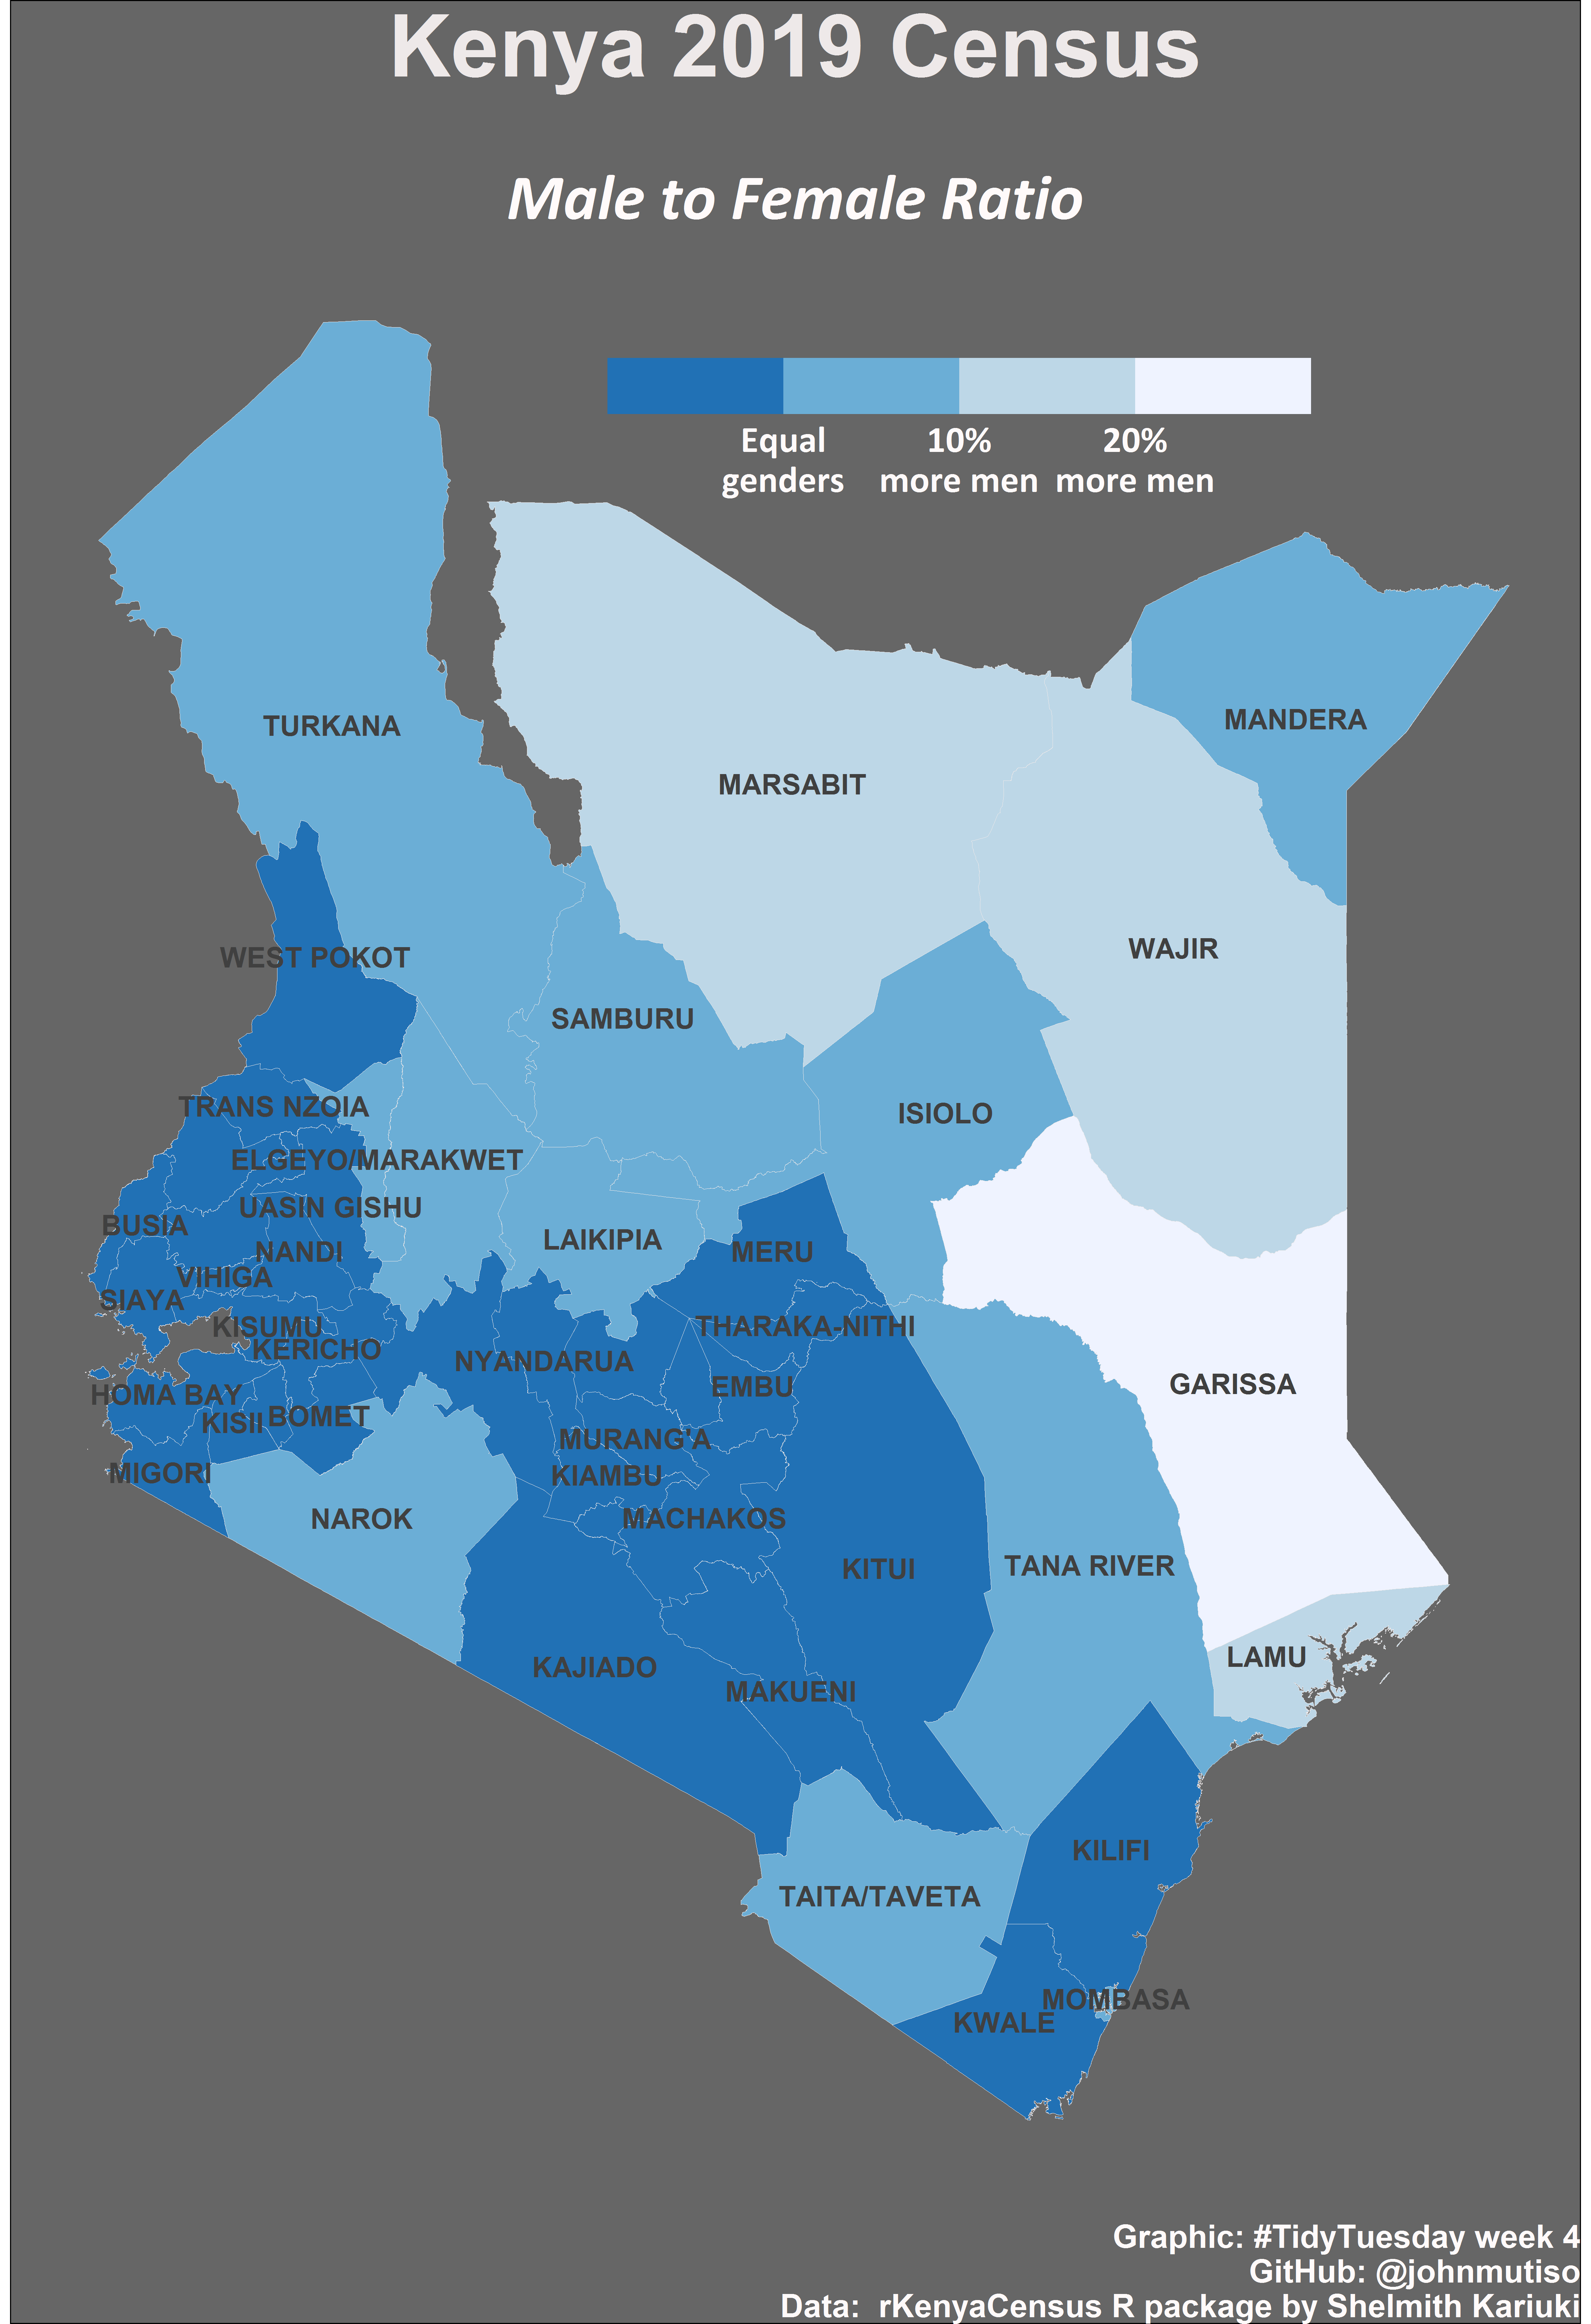 Kenya 2019 Census
Male to Female Ratio
Equal genders
10% more men
20% more men
TURKANA
MANDERA
MARSABIT
WAJIR
WEST POKOT
SAMBURU
TRANS NZOIA
ISIOLO
ELGEYO/MARAKWET
UASIN GISHU
BUSIA
LAIKIPIA
NANDI
MERU
VIHIGA
SIAYA
KISUMU
THARAKA-NITHI
KERICHO
NYANDARUA
GARISSA
EMBU
HOMA BAY
BOMET
KISII
MURANG'A
MIGORI
KIAMBU
NAROK
MACHAKOS
TANA RIVER
KITUI
LAMU
KAJIADO
MAKUENI
KILIFI
TAITA/TAVETA
MOMBASA
KWALE
Graphic: #TidyTuesday week 4
GitHub: @johnmutiso
Data:  rKenyaCensus R package by Shelmith Kariuki